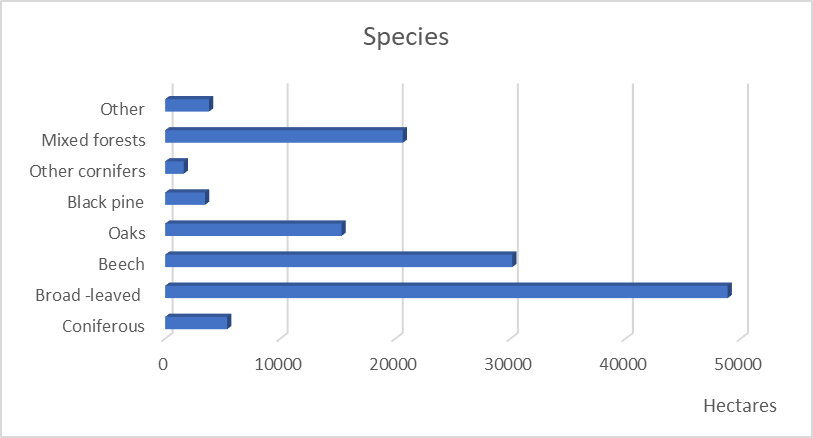 Species
Other
Mixed forests
Other cornifers
Black pine
Oaks
Beech
Broad -leaved
Coniferous
0 10000 20000 30000 40000 50000
Hectares